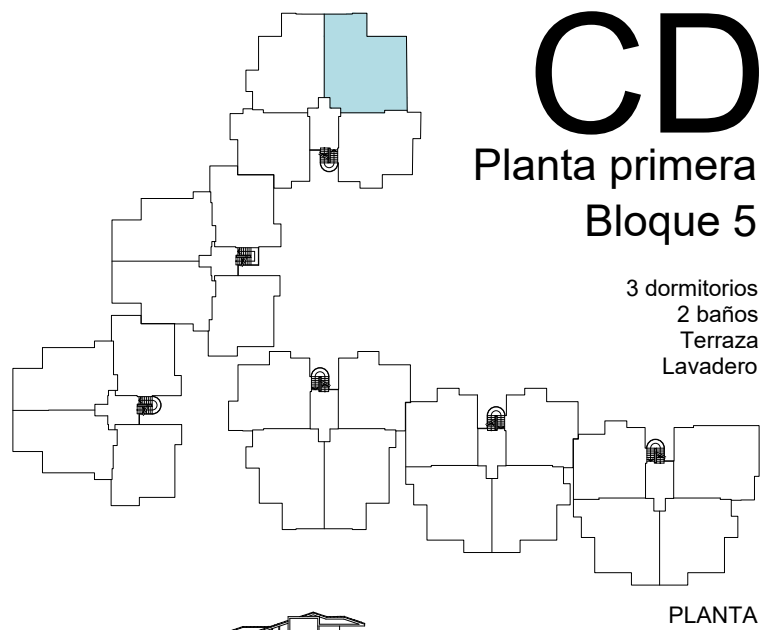 CD
Planta primera
Bloque 5
3 dormitorios
2 baños
Terraza
Lavadero
PLANTA